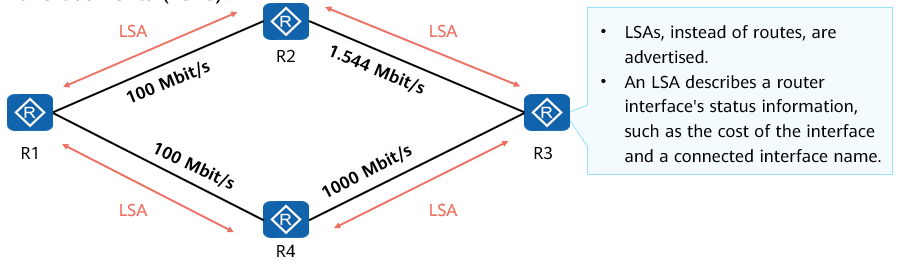 LSA
LSA
R2
100 Mbit/s
1.544 Mbit/s
R
R
R
R1
R3
100 Mbit/s
1000 Mbit/s
LSA
LSA
R
R4
• LSAs, instead of routes, are
advertised.
• An LSA describes a router
interface's status information,
such as the cost of the interface
and a connected interface name.